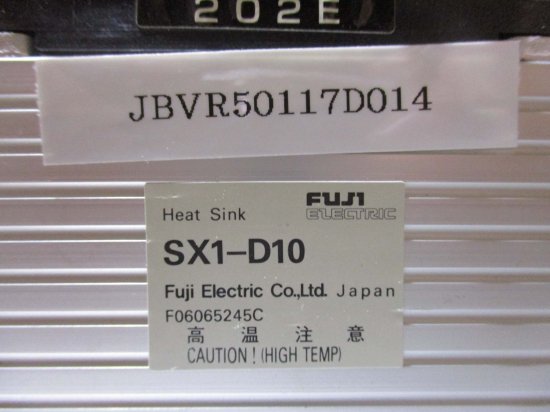 202E
JBVR50117D014
Heat Sink
FUJI
ELECTRIC
SX1-D10
Fuji Electric Co.,Ltd. Japan
F06065245C
高温注意
CAUTION ! (HIGH TEMP)